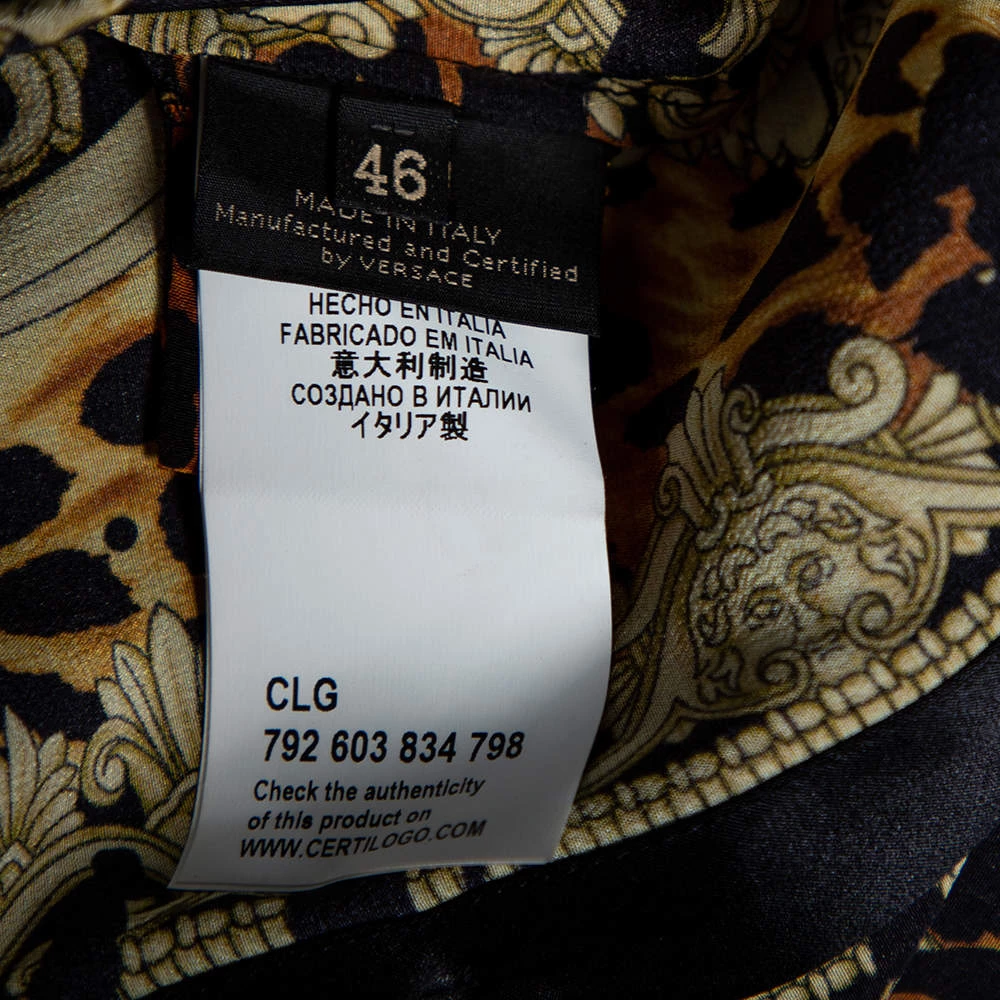 46
MADE IN ITALY
Manufactured and Certified
by VERSACE
HECHO EN ITALIA
FABRICADO EM ITALIA
意大利制造
СОЗДАНО В ИТАЛИИ
イタリア製
CLG
792 603 834 798
Check the authenticity
of this product on
WWW.CERTILOGO.COM